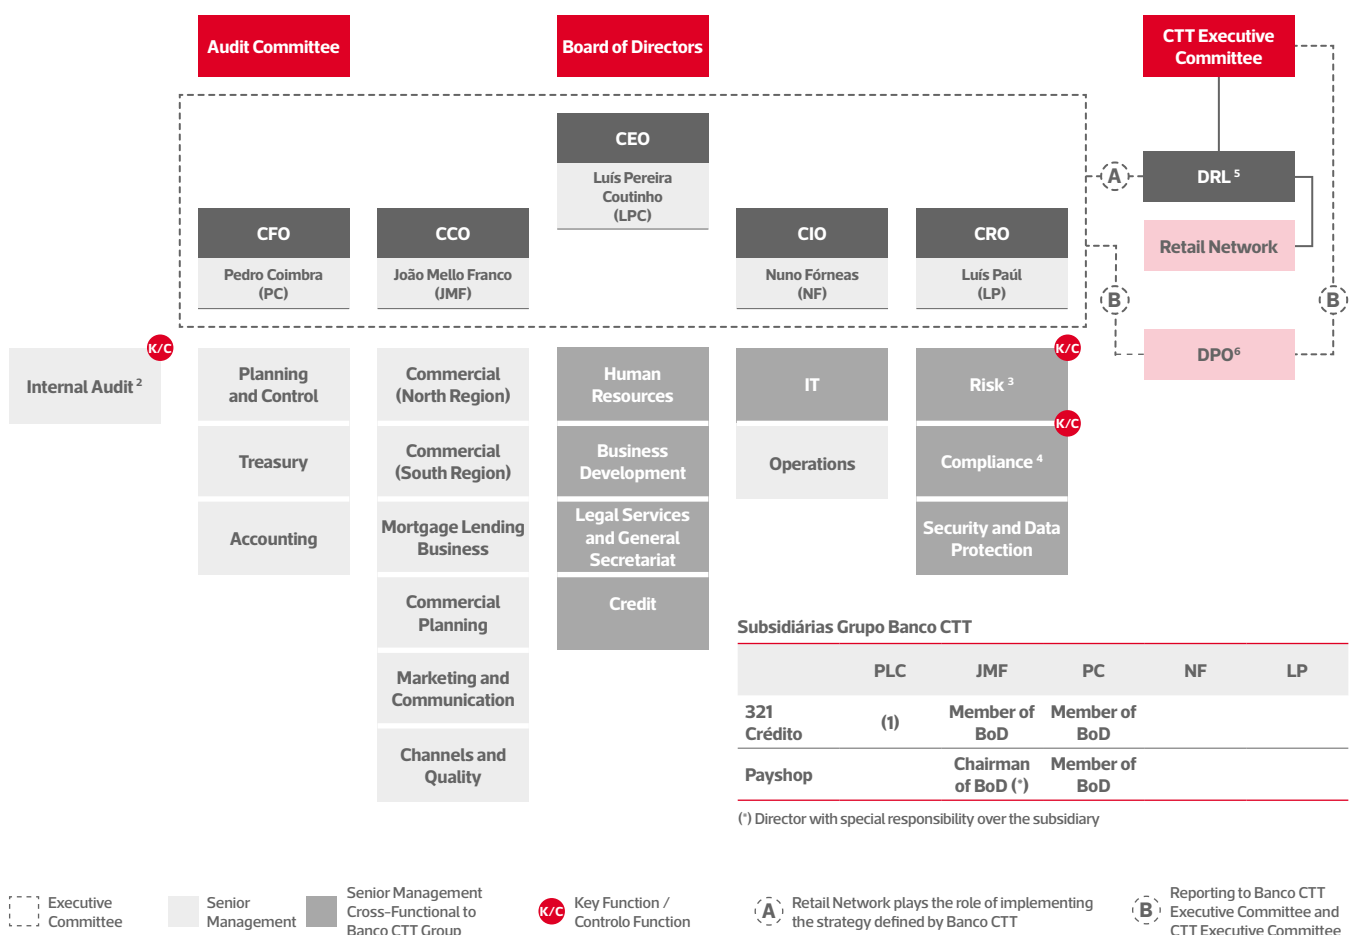 Audit Committee
Board of Directors
CTT Executive
Committee
CEO
Luís Pereira
Coutinho
(LPC)
A
DRL 5
CFO
Pedro Coimbra
(PC)
CCO
João Mello Franco
(JMF)
CIO
Nuno Fórneas
(NF)
CRO
Luís Paúl
(LP)
Retail Network
B
B
DPO6
K/C
Internal Audit 2
Planning
and Control
Treasury
Accounting
Commercial
(North Region)
Commercial
(South Region)
Mortgage Lending
Business
Commercial
Planning
Marketing and
Communication
Channels and
Quality
Human
Resources
Business
Development
Legal Services
and General
Secretariat
Credit
IT
Operations
K/C
Risk 3
K/C
Compliance 4
Security and Data
Protection
Subsidiárias Grupo Banco CTT
PLC JMF PC NF LP
321
Crédito
(1)
Member of
BoD
Member of
BoD
Payshop
Chairman
of BoD (*)
Member of
BoD
(*) Director with special responsibility over the subsidiary
Executive
Committee
Senior
Management
Senior Management
Cross-Functional to
Banco CTT Group
K/C
Key Function /
Controlo Function
A
Retail Network plays the role of implementing
the strategy defined by Banco CTT
B
Reporting to Banco CTT
Executive Committee and
CTT Executive Committee